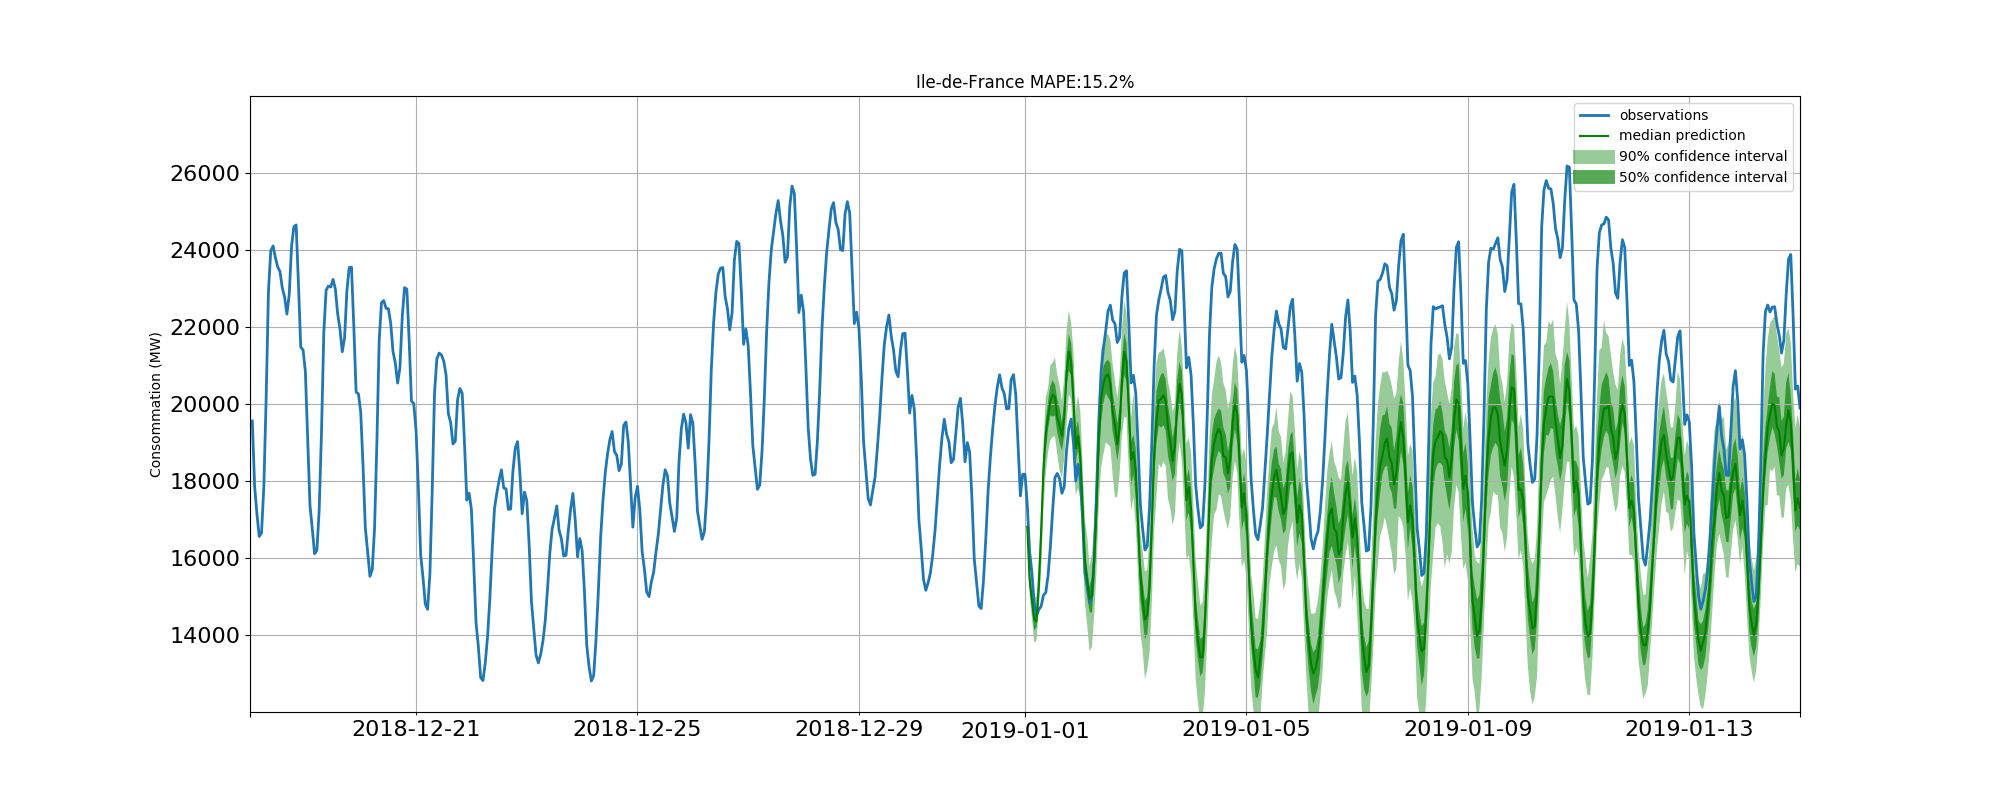 Ile-de-France MAPE:15.2%
observations
median prediction
90% confidence interval
50% confidence interval
Consommation (MW)
26000
24000
22000
20000
18000
16000
14000
2018-12-21 2018-12-25 2018-12-29 2019-01-01 2019-01-05 2019-01-09 2019-01-13